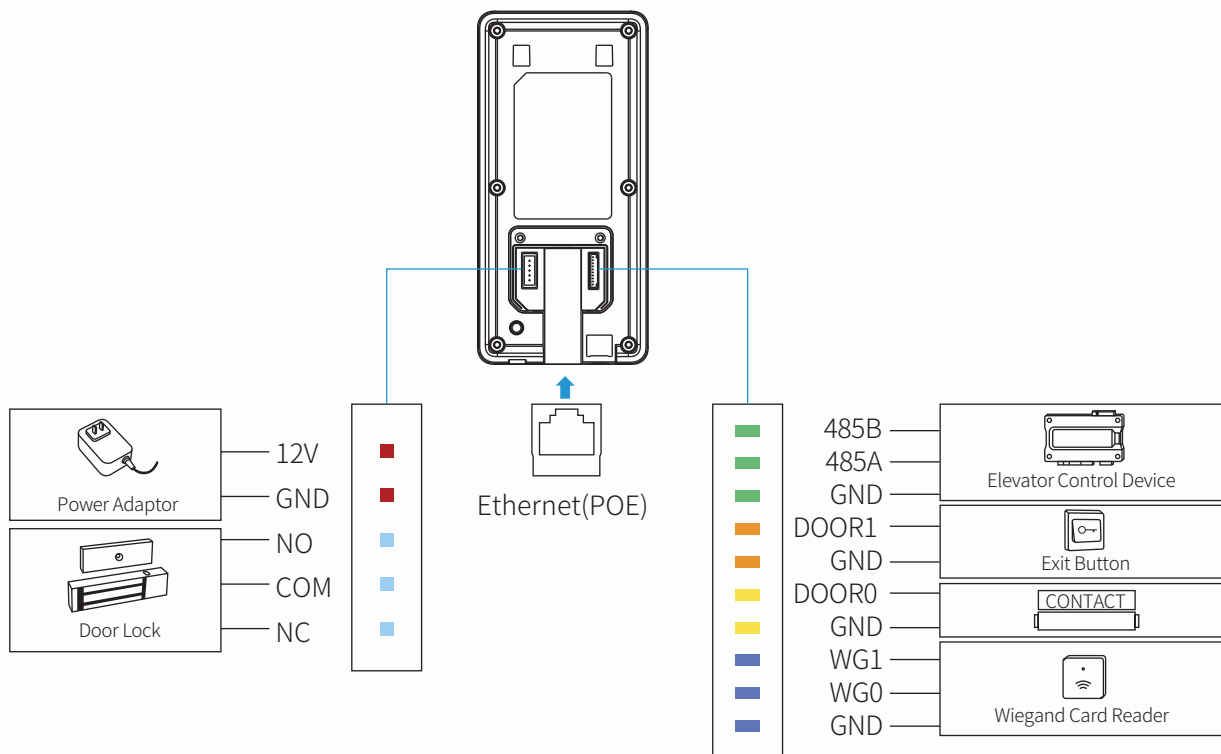 12V
GND
Power Adaptor
NO
COM
NC
Door Lock
Ethernet(POE)
485B
485A
GND
Elevator Control Device
DOOR1
GND
Exit Button
DOOR0
GND
CONTACT
WG1
WG0
GND
Wiegand Card Reader